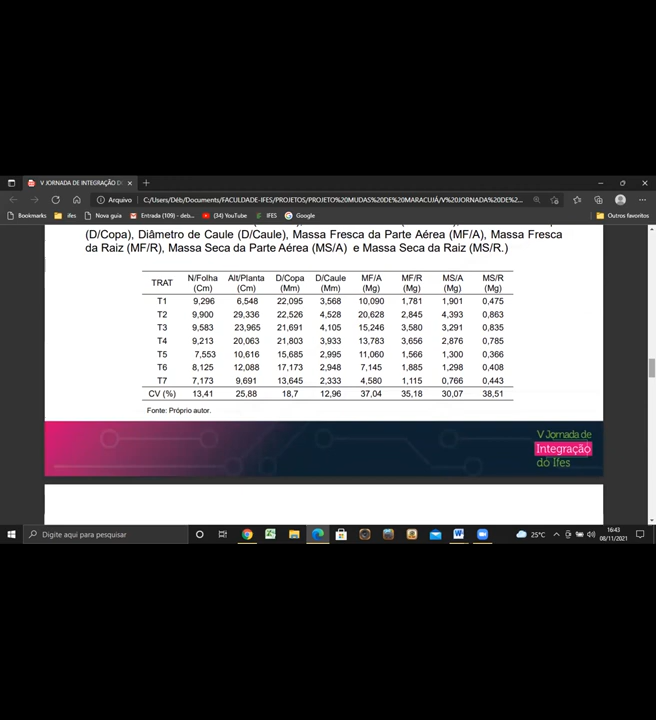 V JORNADA DE INTEGRAÇÃO D
Arquivo C:/Users/Déb/Documents/FACULDADE-IFES/PROJETOS/PROJETO%20MUDAS%20DE%20MARACUJÁ/V%20JORNADA%20DE%2...
Bookmarks ifes Nova guia Entrada (109) - deb... (34) YouTube IFES Google Outros favoritos
(D/Copa), Diâmetro de Caule (D/Caule), Massa Fresca da Parte Aérea (MF/A), Massa Fresca
da Raiz (MF/R), Massa Seca da Parte Aérea (MS/A) e Massa Seca da Raiz (MS/R.)
TRAT N/Folha (Cm) Alt/Planta (Cm) D/Copa (Mm) D/Caule (Mm) MF/A (Mg) MF/R (Mg) MS/A (Mg) MS/R (Mg)
T1 9,296 6,548 22,095 3,568 10,090 1,781 1,901 0,475
T2 9,900 29,336 22,526 4,528 20,628 2,845 4,393 0,863
T3 9,583 23,965 21,691 4,105 15,246 3,580 3,291 0,835
T4 9,213 20,063 21,803 3,933 13,783 3,656 2,876 0,785
T5 7,553 10,616 15,685 2,995 11,060 1,566 1,300 0,366
T6 8,125 12,088 17,173 2,948 7,145 1,885 1,298 0,408
T7 7,173 9,691 13,645 2,333 4,580 1,115 0,766 0,443
CV (%) 13,41 25,88 18,7 12,96 37,04 35,18 30,07 38,51
Fonte: Próprio autor.
V Jornada de
Integração
do Ifes
Digite aqui para pesquisar
25°C
16:43
08/11/2021